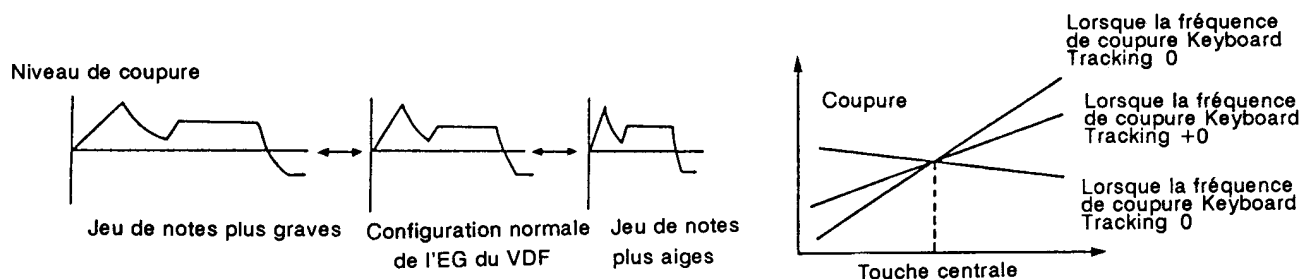 Niveau de coupure
Jeu de notes plus graves
Configuration normale
de l'EG du VDF
Jeu de notes
plus aiges
Coupure
Touche centrale
Lorsque la fréquence
de coupure Keyboard
Tracking 0
Lorsque la fréquence
de coupure Keyboard
Tracking +0
Lorsque la fréquence
de coupure Keyboard
Tracking 0